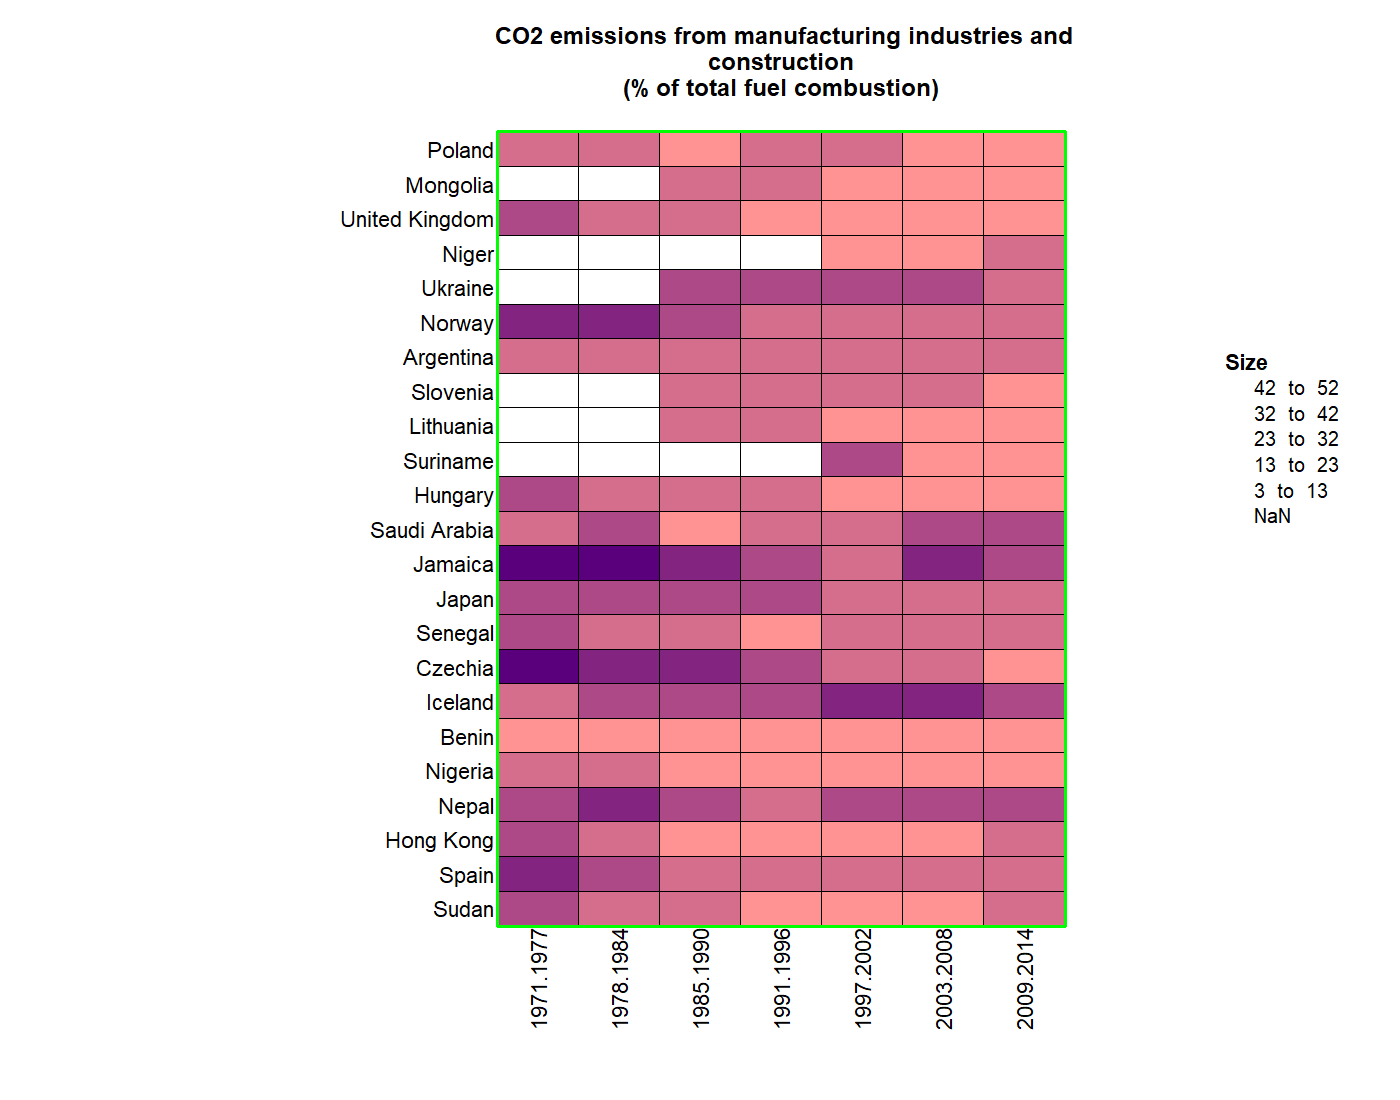 CO2 emissions from manufacturing industries and
construction
(% of total fuel combustion)
Poland
Mongolia
United Kingdom
Niger
Ukraine
Norway
Argentina
Slovenia
Lithuania
Suriname
Hungary
Saudi Arabia
Jamaica
Japan
Senegal
Czechia
Iceland
Benin
Nigeria
Nepal
Hong Kong
Spain
Sudan
1971.1977
1978.1984
1985.1990
1991.1996
1997.2002
2003.2008
2009.2014
Size
42 to 52
32 to 42
23 to 32
13 to 23
3 to 13
NaN